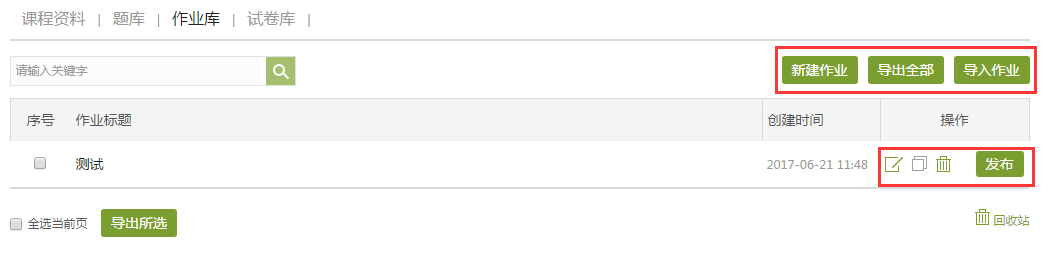 课程资料 | 题库 | 作业库 | 试卷库 |
请输入关键字 新建作业 导出全部 导入作业
序号 作业标题 创建时间 操作
测试 2017-06-21 11:48 发布
全选当前页 导出所选 回收站